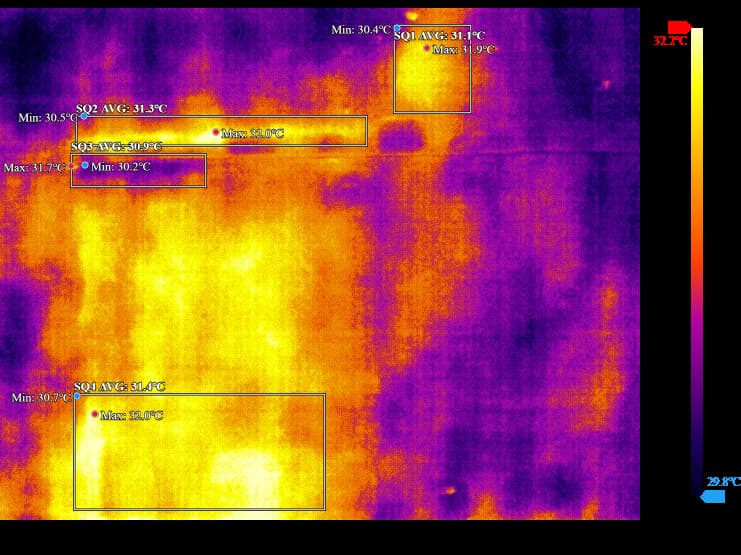 Min: 30.4°C
SQ1 AVG: 31.1°C
32.2°C
Max: 31.9°C
SQ2 AVG: 31.3°C
Min: 30.5°C
Max: 32.0°C
SQ3 AVG: 30.9°C
Max: 31.7°C
Min: 30.2°C
SQ4 AVG: 31.4°C
Min: 30.7°C
Max: 32.0°C
29.8°C